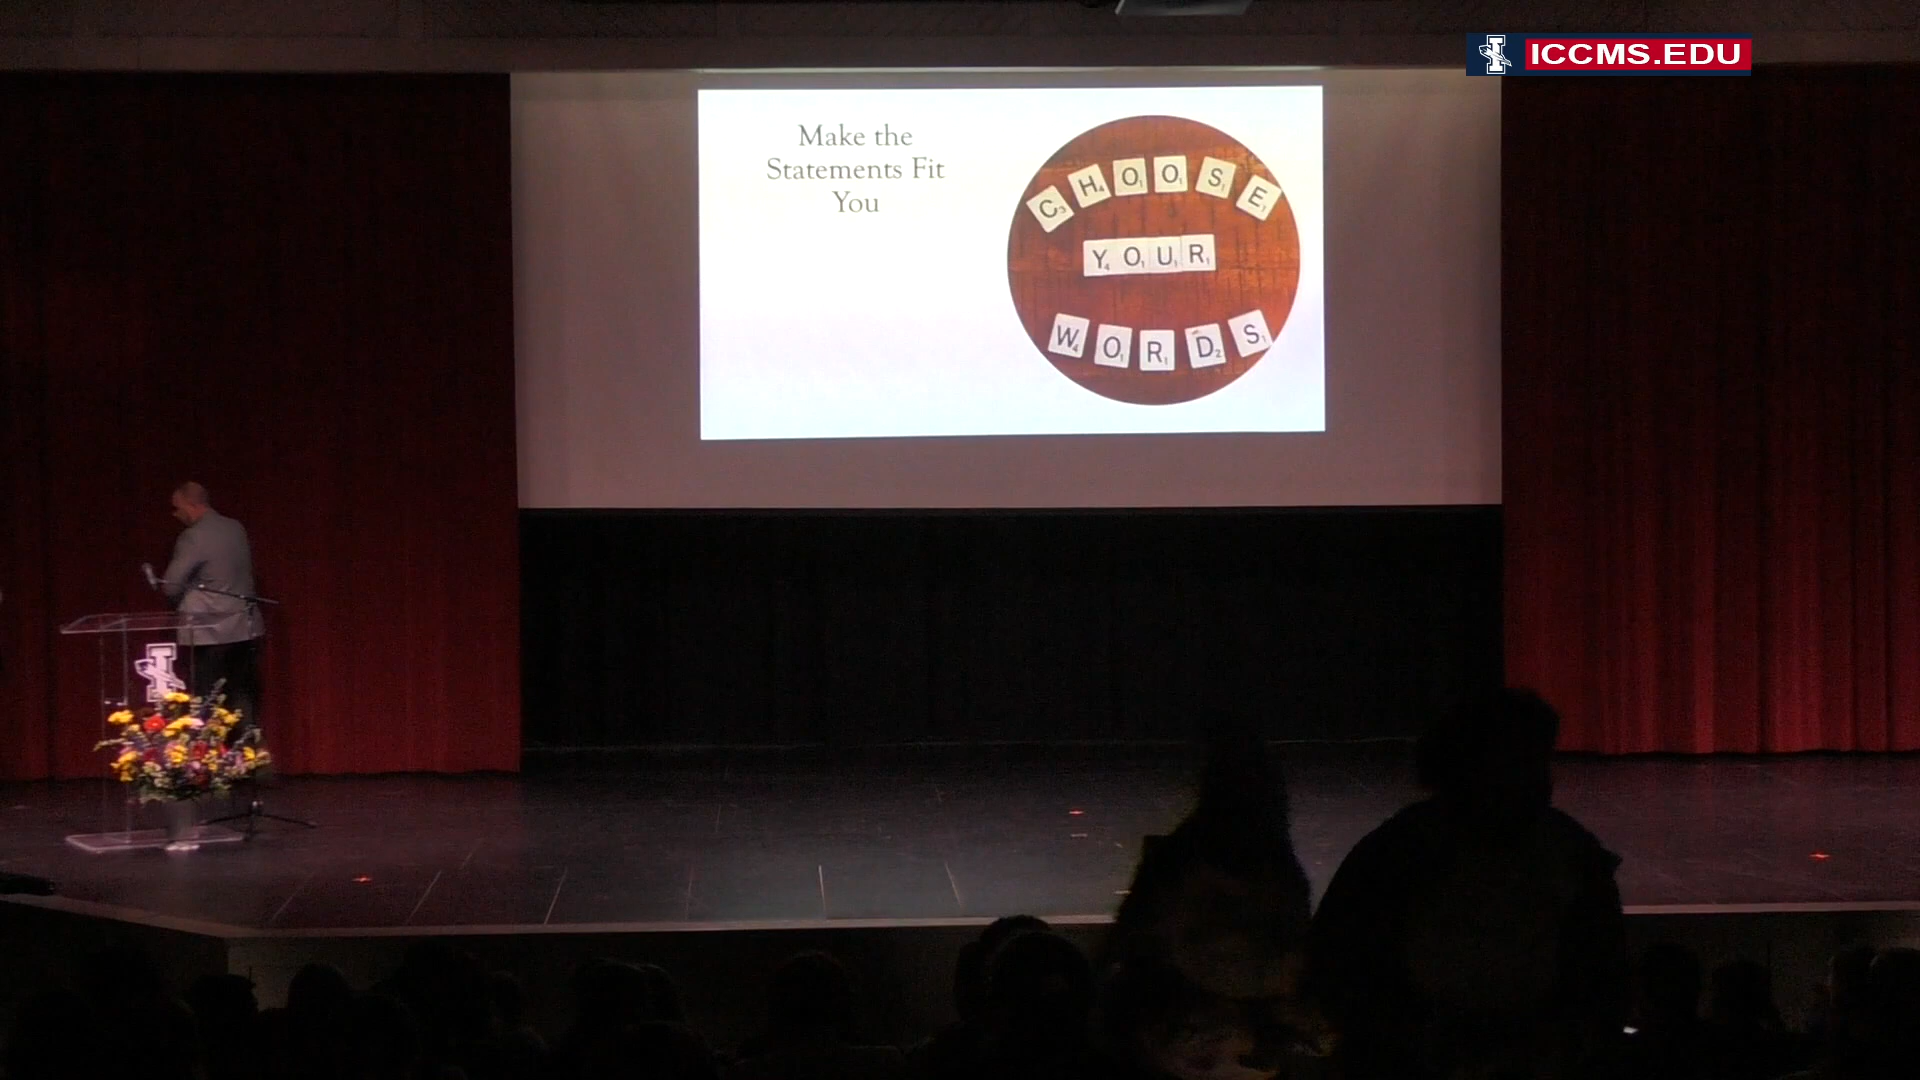 ICCMS.EDU
Make the
Statements Fit
You
CHOOSE
YOUR
WORDS